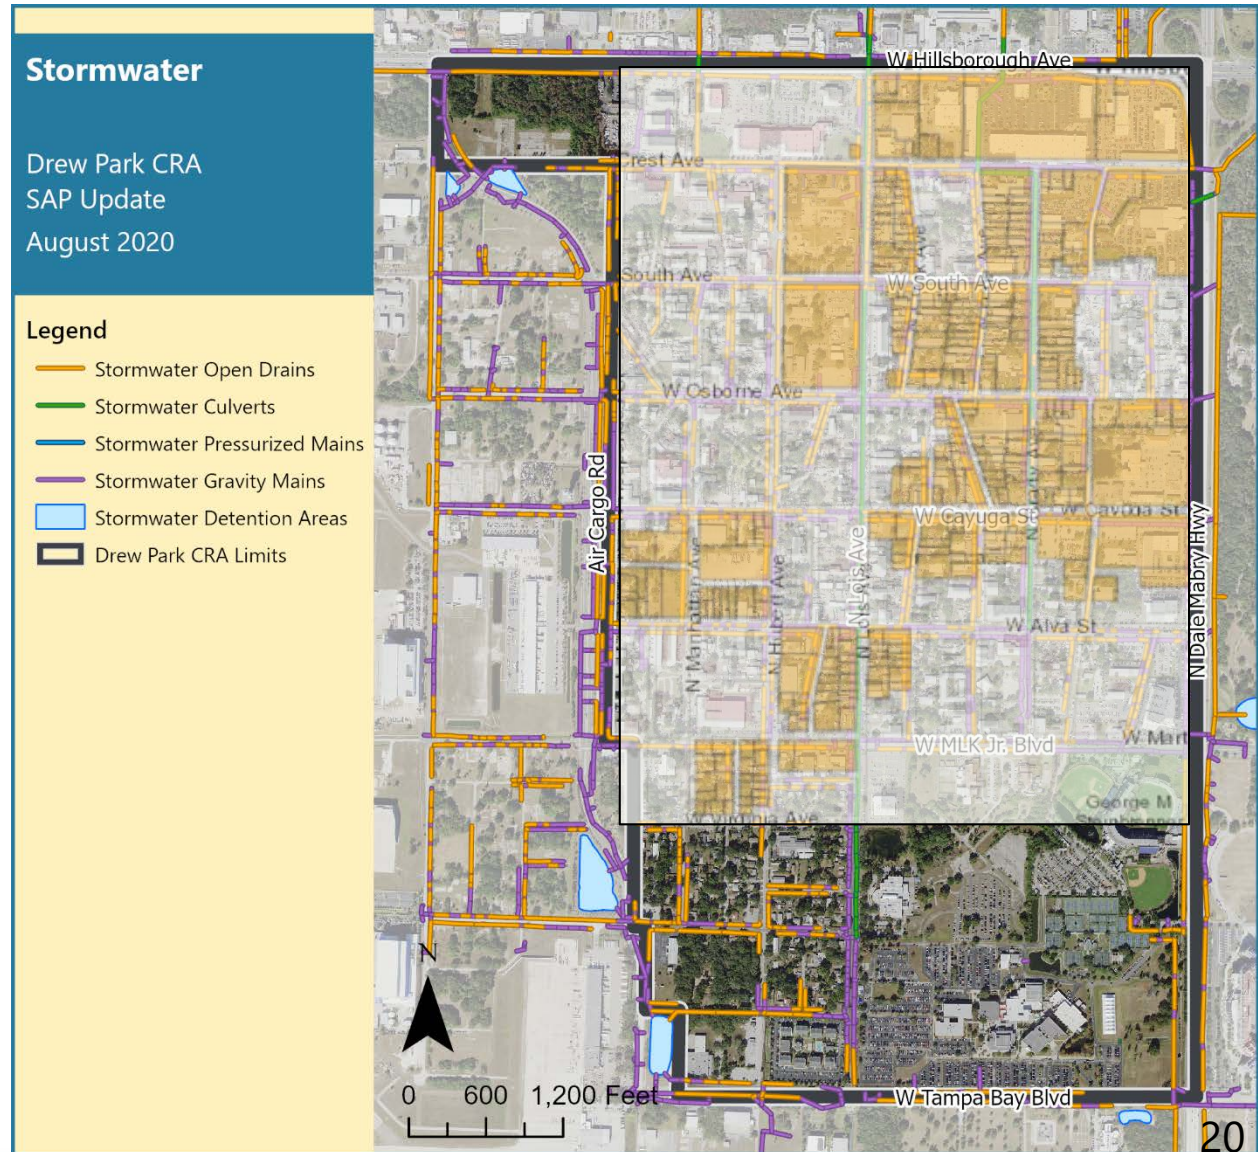 Stormwater
Drew Park CRA
SAP Update
August 2020
Legend
Stormwater Open Drains
Stormwater Culverts
Stormwater Pressurized Mains
Stormwater Gravity Mains
Stormwater Detention Areas
Drew Park CRA Limits
W Hillsborough Ave
Crest Ave
South Ave
W South Ave
W Osborne Ave
Air Cargo Rd
W Cayuga St
W Cayuga St
N Manhattan Ave
N Hubert Ave
N Lois Ave
N Dale Mabry Hwy
W Alva St
W MLK Jr. Blvd
W Mart
George M
Steinbrenner
W Virginia Ave
N
0 600 1,200 Feet
W Tampa Bay Blvd
20